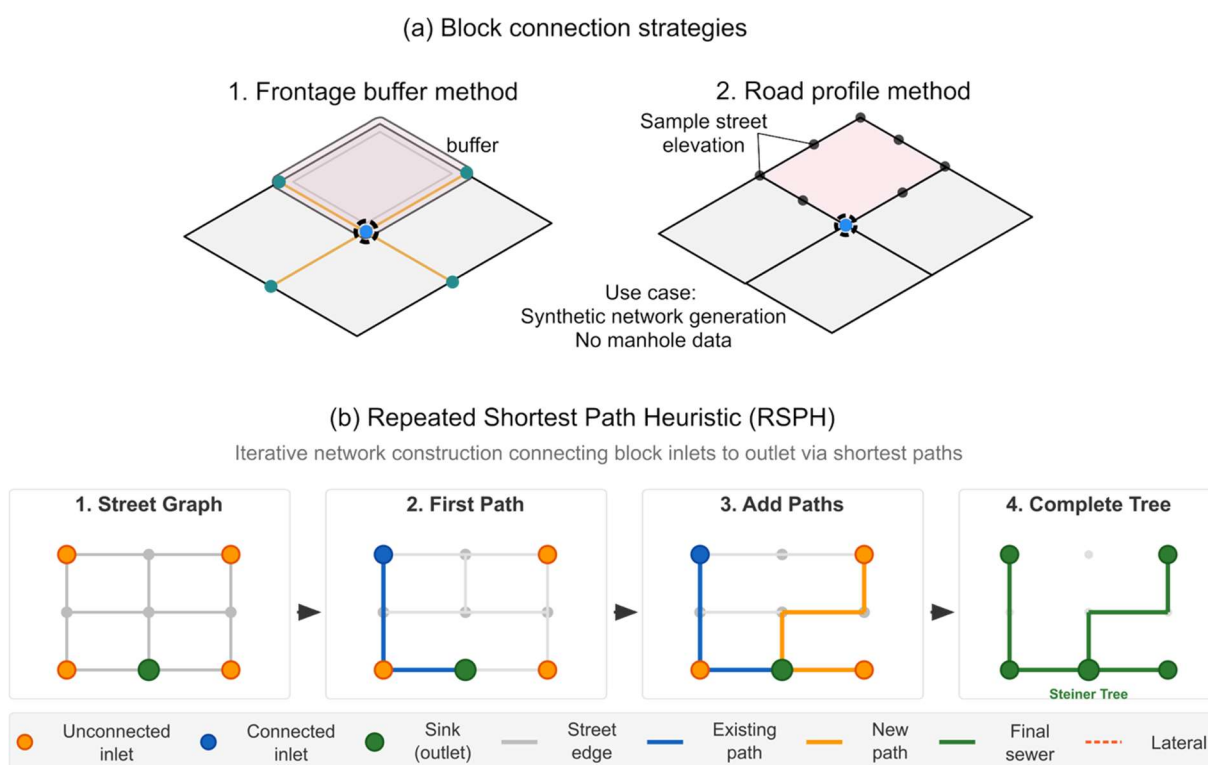 (a) Block connection strategies
1. Frontage buffer method
buffer
2. Road profile method
Sample street
elevation
Use case:
Synthetic network generation
No manhole data
(b) Repeated Shortest Path Heuristic (RSPH)
Iterative network construction connecting block inlets to outlet via shortest paths
1. Street Graph
2. First Path
3. Add Paths
4. Complete Tree
Steiner Tree
Unconnected
inlet
Connected
inlet
Sink
(outlet)
Street
edge
Existing
path
New
path
Final
sewer
Lateral